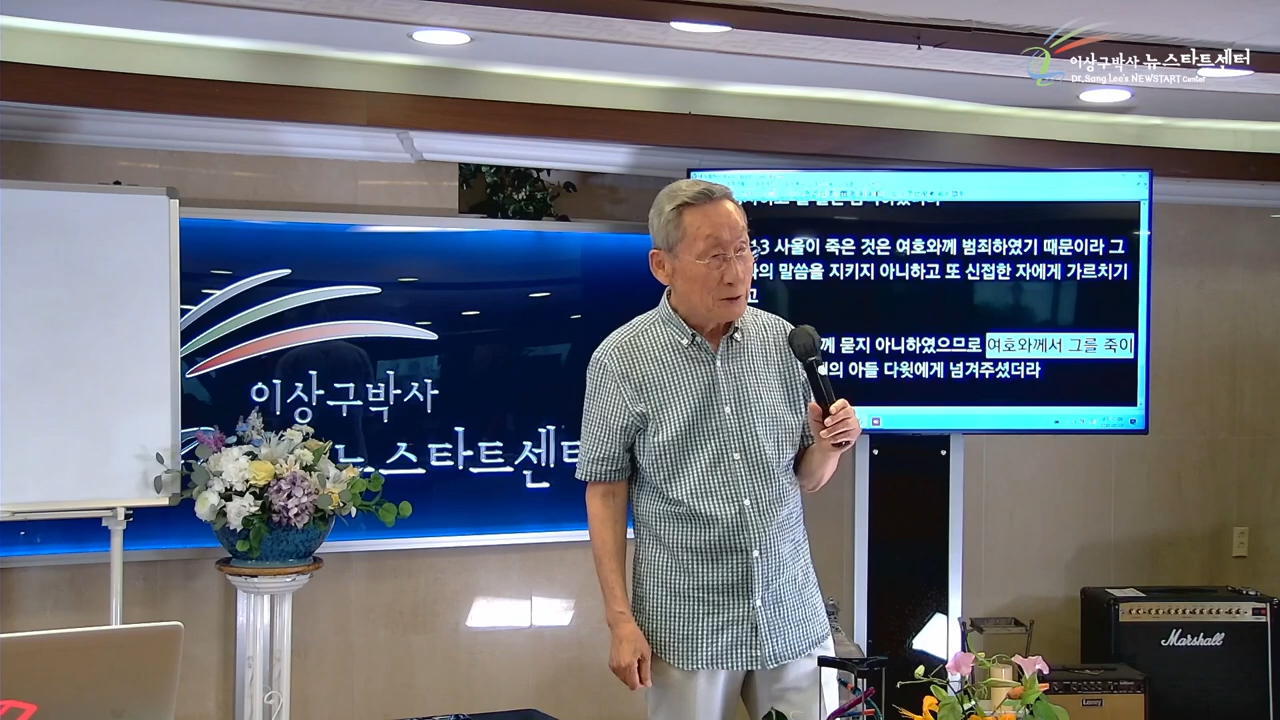 이상구박사 뉴스타트센터
Dr. Sang Lee's NEWSTART Center
13 사울이 죽은 것은 여호와께 범죄하였기 때문이라 그
말씀을 지키지 아니하고 또 신접한 자에게 가르치기
고
께 묻지 아니하였으므로 여호와께서 그를 죽이
의 아들 다윗에게 넘겨주셨더라
이상구박사
뉴스타트센터
Marshall
Laney